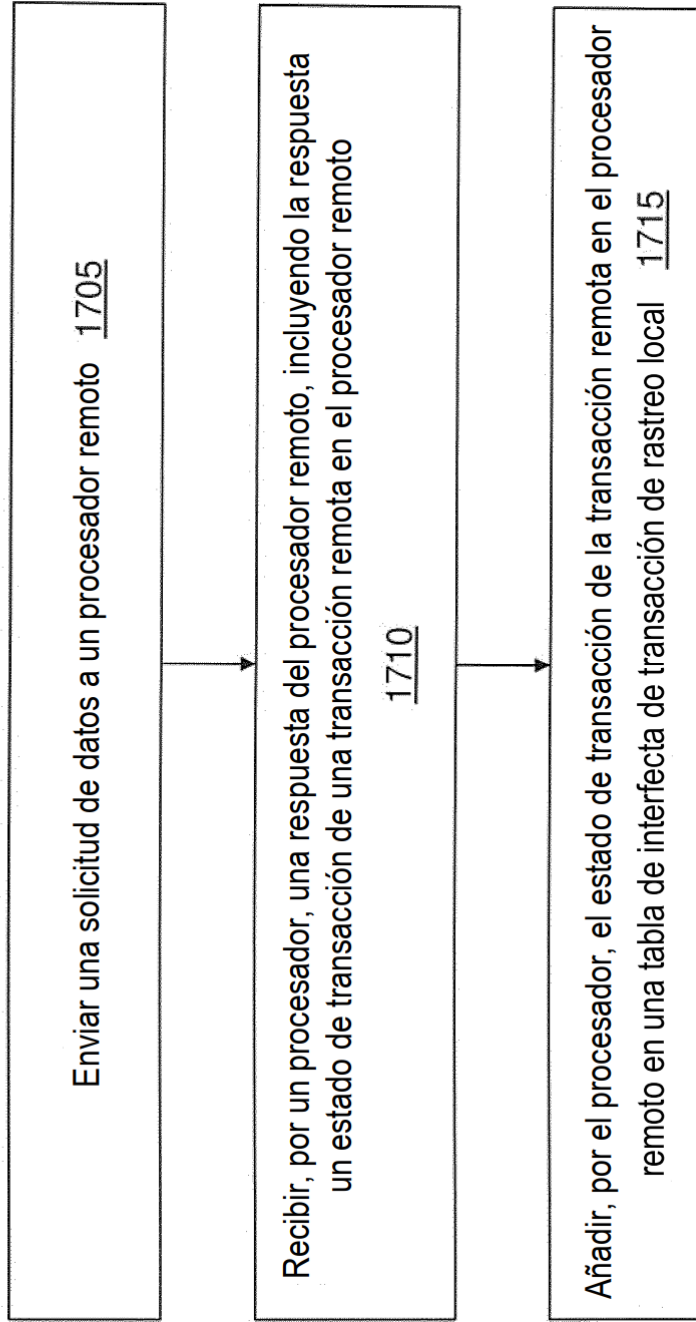 Enviar una solicitud de datos a un procesador remoto 1705
Recibir, por un procesador, una respuesta del procesador remoto, incluyendo la respuesta
un estado de transacción de una transacción remota en el procesador remoto
1710
Añadir, por el procesador, el estado de transacción de la transacción remota en el procesador
remoto en una tabla de interfecta de transacción de rastreo local 1715